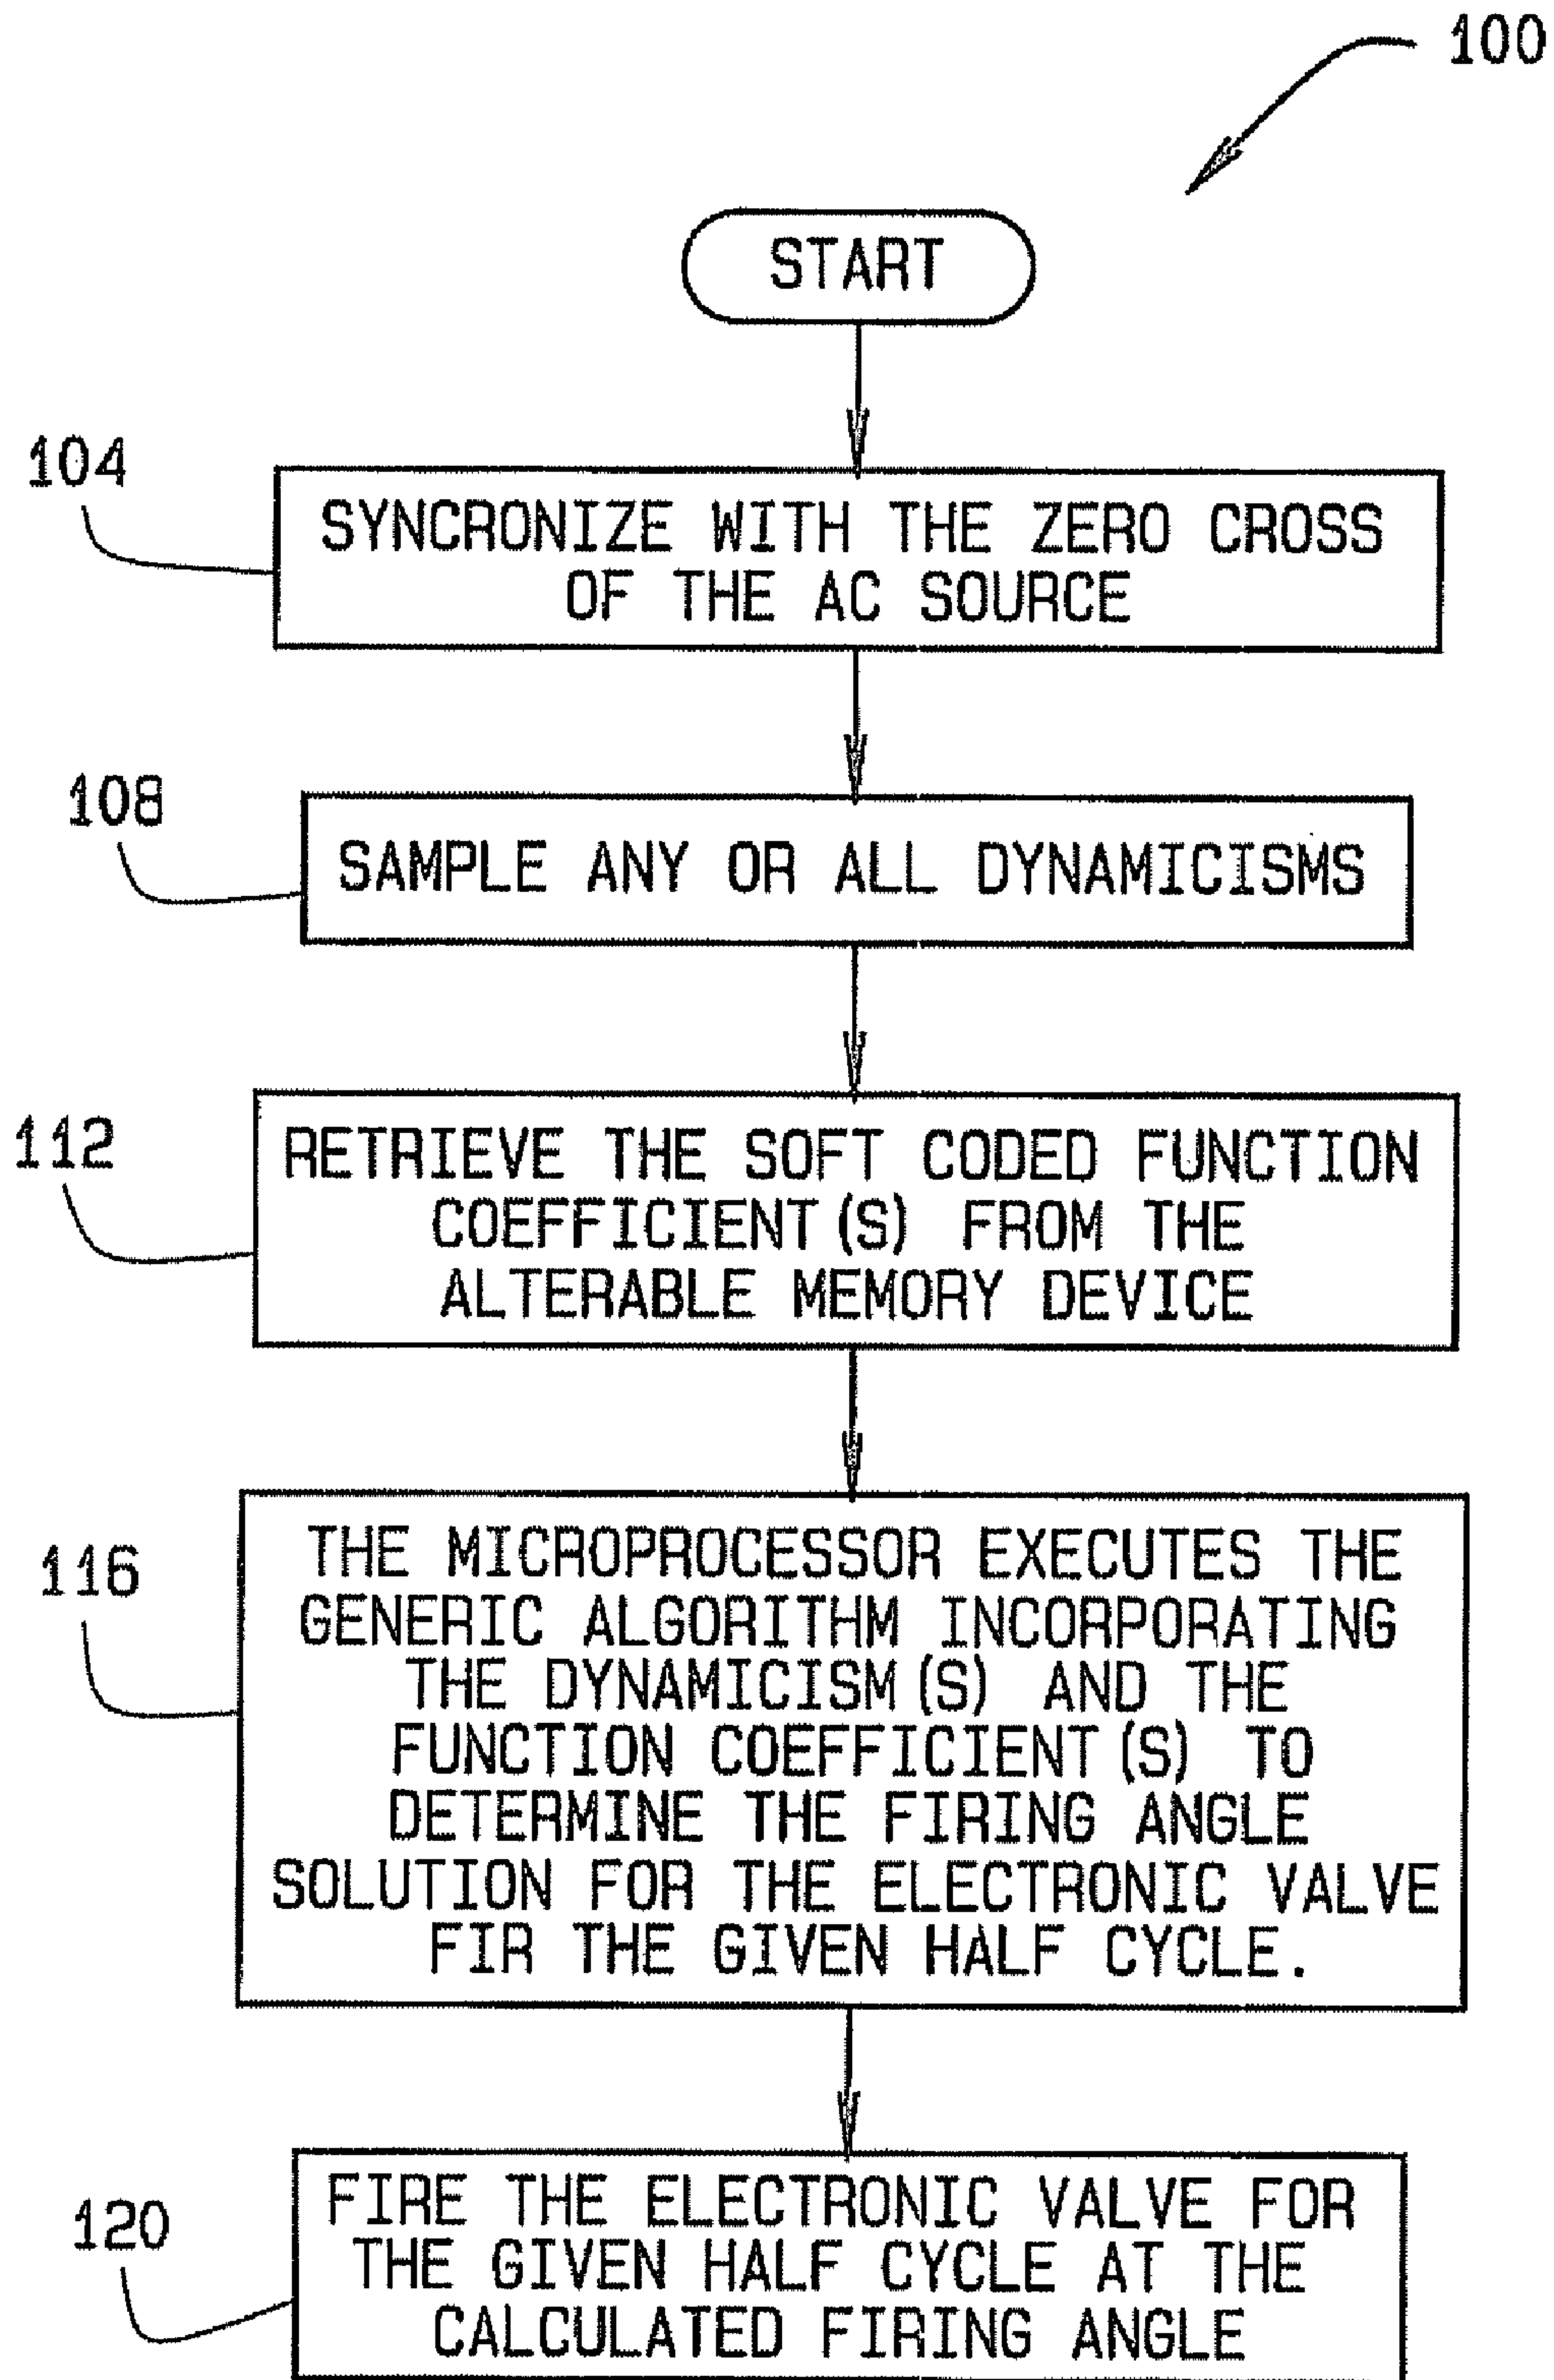 100
START
104
SYNCRONIZE WITH THE ZERO CROSS
OF THE AC SOURCE
108
SAMPLE ANY OR ALL DYNAMICISMS
112
RETRIEVE THE SOFT CODED FUNCTION
COEFFICIENT(S) FROM THE
ALTERABLE MEMORY DEVICE
116
THE MICROPROCESSOR EXECUTES THE
GENERIC ALGORITHM INCORPORATING
THE DYNAMICISM(S) AND THE
FUNCTION COEFFICIENT(S) TO
DETERMINE THE FIRING ANGLE
SOLUTION FOR THE ELECTRONIC VALVE
FIR THE GIVEN HALF CYCLE.
120
FIRE THE ELECTRONIC VALVE FOR
THE GIVEN HALF CYCLE AT THE
CALCULATED FIRING ANGLE